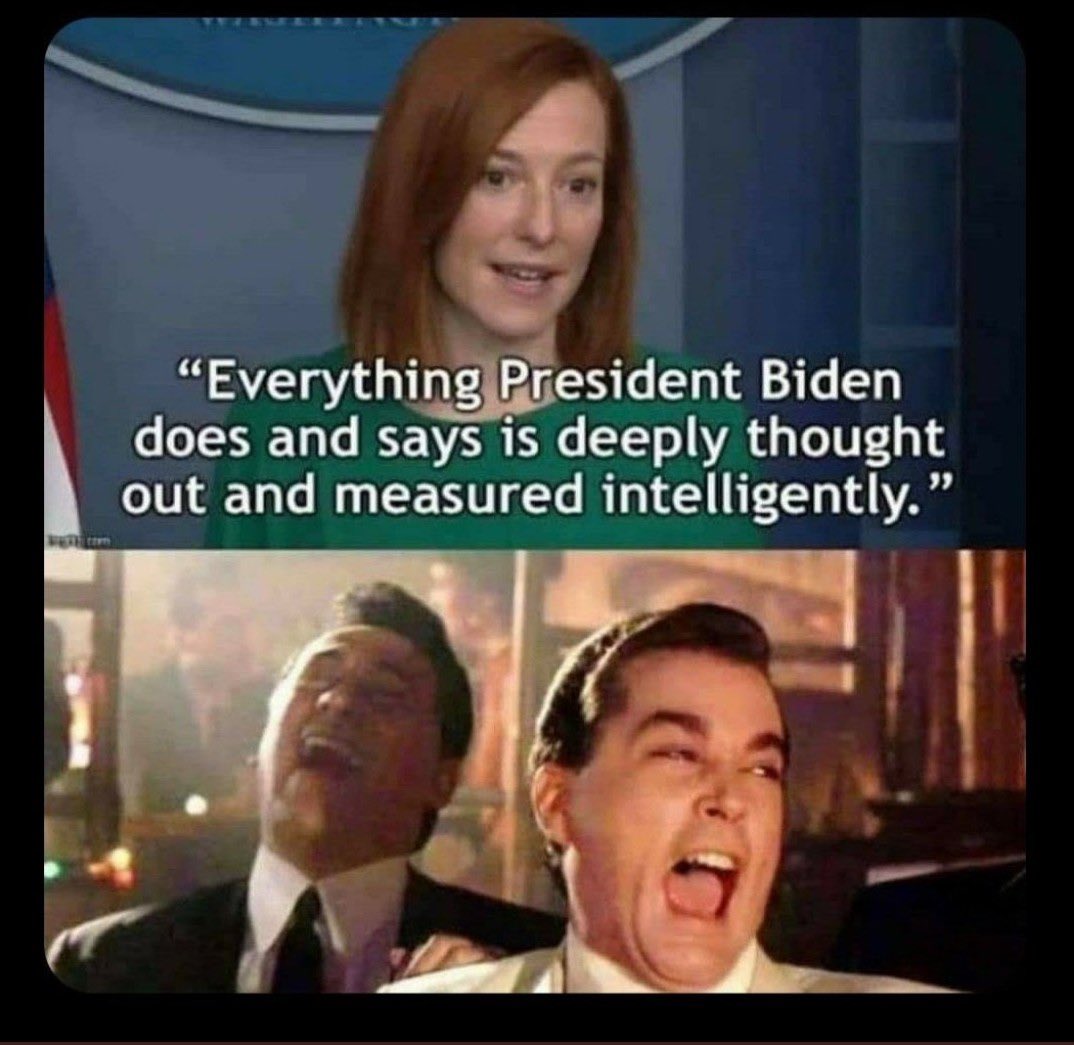 “Everything President Biden
does and says is deeply thought
out and measured intelligently.”